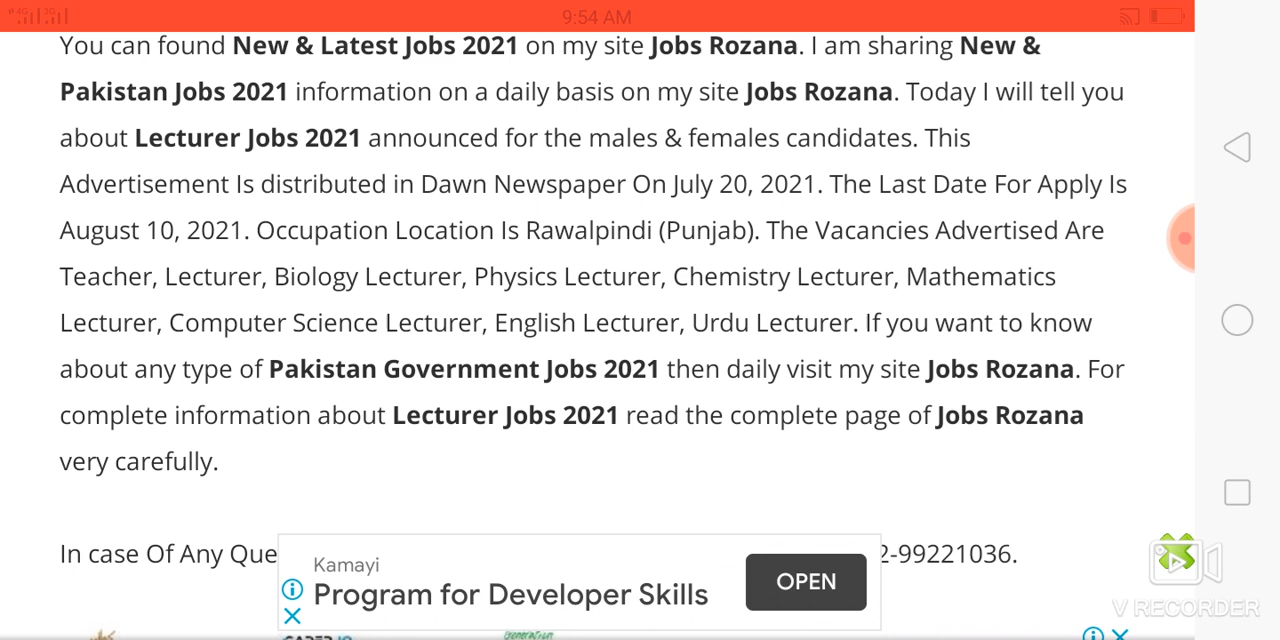 4G 3G 9:54 AM
You can found New & Latest Jobs 2021 on my site Jobs Rozana. I am sharing New &
Pakistan Jobs 2021 information on a daily basis on my site Jobs Rozana. Today I will tell you
about Lecturer Jobs 2021 announced for the males & females candidates. This
Advertisement Is distributed in Dawn Newspaper On July 20, 2021. The Last Date For Apply Is
August 10, 2021. Occupation Location Is Rawalpindi (Punjab). The Vacancies Advertised Are
Teacher, Lecturer, Biology Lecturer, Physics Lecturer, Chemistry Lecturer, Mathematics
Lecturer, Computer Science Lecturer, English Lecturer, Urdu Lecturer. If you want to know
about any type of Pakistan Government Jobs 2021 then daily visit my site Jobs Rozana. For
complete information about Lecturer Jobs 2021 read the complete page of Jobs Rozana
very carefully.
In case Of Any Que 2-99221036.
Kamayi
Program for Developer Skills
OPEN
V RECORDER
Generation